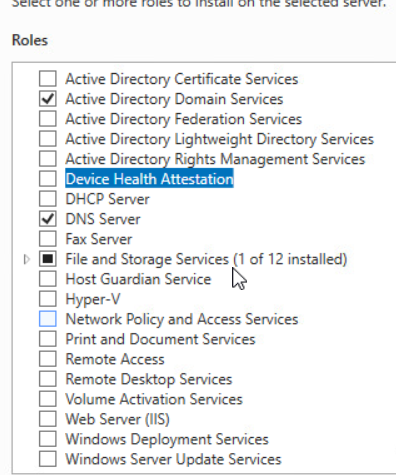 Select one or more roles to install on the selected server.
Roles
Active Directory Certificate Services
Active Directory Domain Services
Active Directory Federation Services
Active Directory Lightweight Directory Services
Active Directory Rights Management Services
Device Health Attestation
DHCP Server
DNS Server
Fax Server
File and Storage Services (1 of 12 installed)
Host Guardian Service
Hyper-V
Network Policy and Access Services
Print and Document Services
Remote Access
Remote Desktop Services
Volume Activation Services
Web Server (IIS)
Windows Deployment Services
Windows Server Update Services